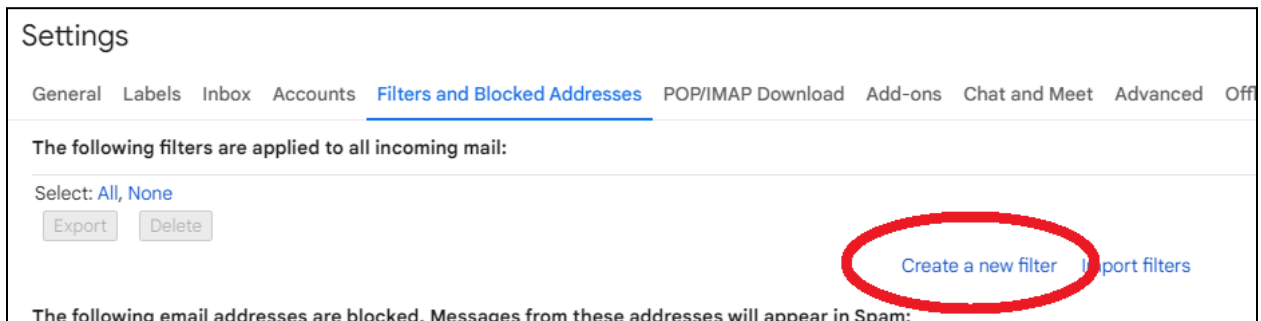 Settings
General Labels Inbox Accounts Filters and Blocked Addresses POP/IMAP Download Add-ons Chat and Meet Advanced
The following filters are applied to all incoming mail:
Select: All, None
Export Delete
Create a new filter Import filters
The following email addresses are blocked. Messages from these addresses will appear in Spam: